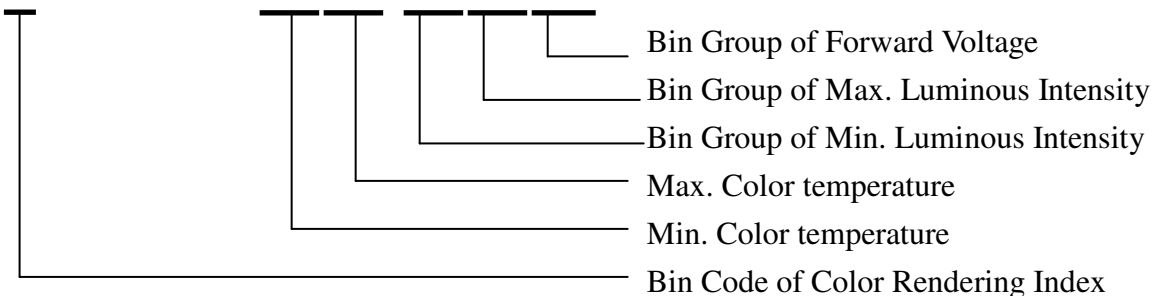 Bin Group of Forward Voltage
Bin Group of Max. Luminous Intensity
Bin Group of Min. Luminous Intensity
Max. Color temperature
Min. Color temperature
Bin Code of Color Rendering Index